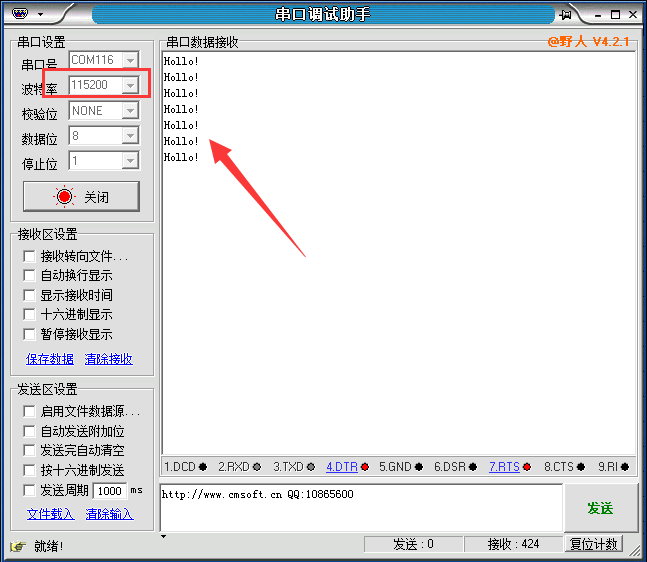 串口调试助手
串口设置
串口号 COM116
波特率 115200
校验位 NONE
数据位 8
停止位 1
关闭
接收区设置
接收转向文件...
自动换行显示
显示接收时间
十六进制显示
暂停接收显示
保存数据 清除接收
发送区设置
启用文件数据源...
自动发送附加位
发送完自动清空
按十六进制发送
发送周期 1000 ms
文件载入 清除输入
串口数据接收 @野人 V4.2.1
Hollo!
Hollo!
Hollo!
Hollo!
Hollo!
Hollo!
Hollo!
1.DCD 2.RXD 3.TXD 4.DTR 5.GND 6.DSR 7.RTS 8.CTS 9.RI
http://www.cmsoft.cn QQ:10865600
发送
就绪! 发送 : 0 接收 : 424 复位计数